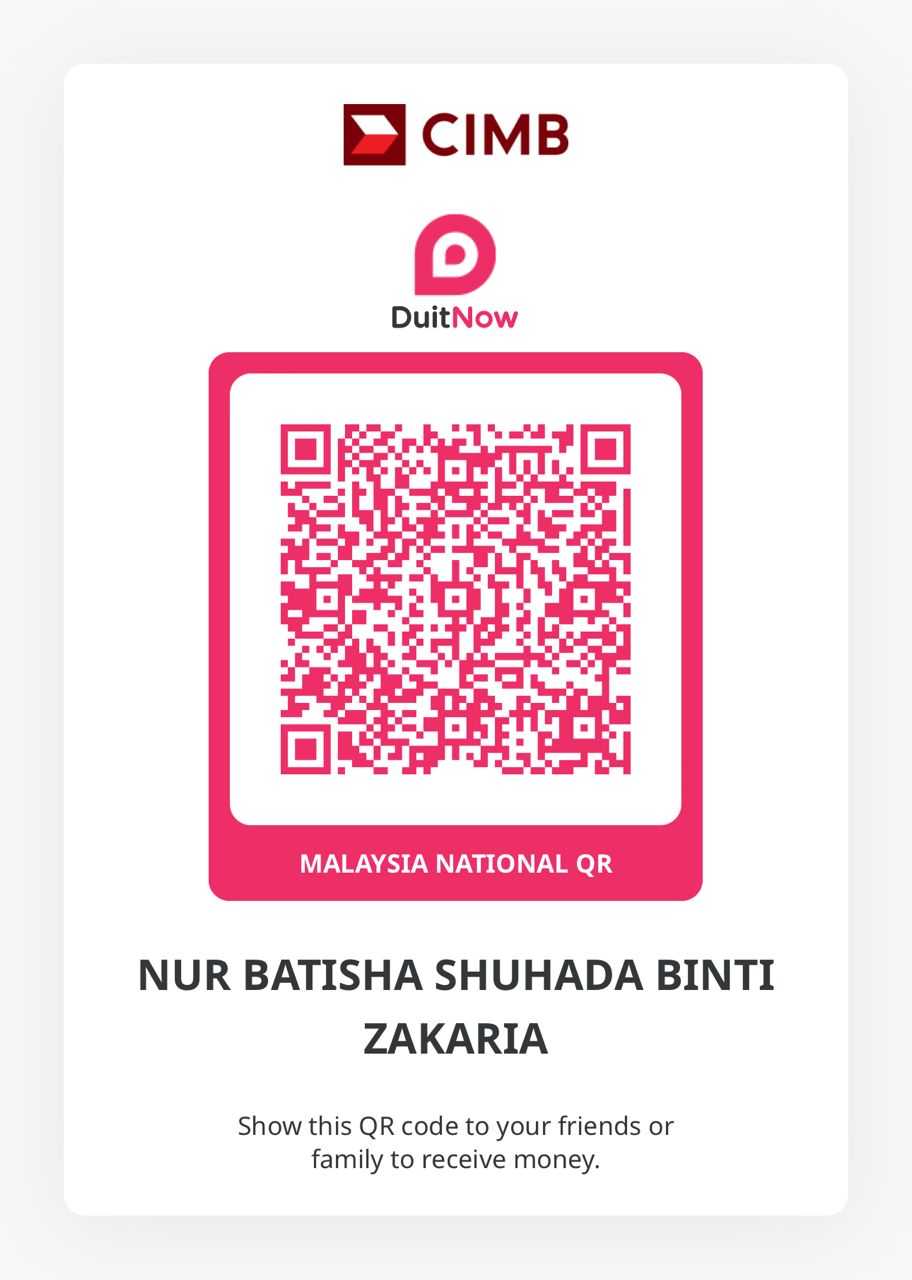 CIMB
DuitNow
MALAYSIA NATIONAL QR
NUR BATISHA SHUHADA BINTI
ZAKARIA
Show this QR code to your friends or
family to receive money.